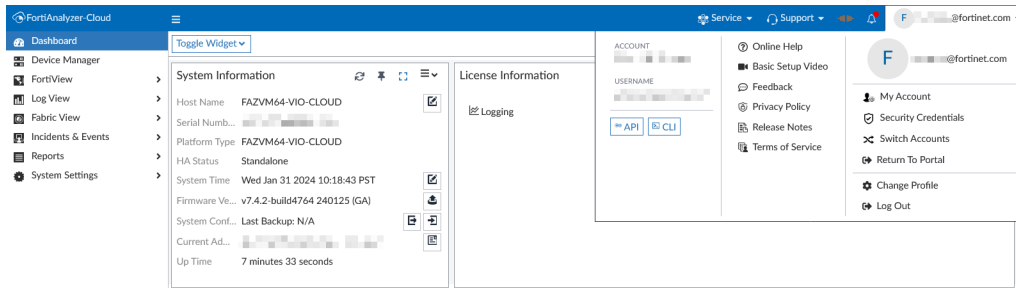 FortiAnalyzer-Cloud
Service
Support
F @fortinet.com
Dashboard
Device Manager
FortiView
Log View
Fabric View
Incidents & Events
Reports
System Settings
Toggle Widget
System Information
Host Name FAZVM64-VIO-CLOUD
Serial Numb...
Platform Type FAZVM64-VIO-CLOUD
HA Status Standalone
System Time Wed Jan 31 2024 10:18:43 PST
Firmware Ve... v7.4.2-build4764 240125 (GA)
System Conf... Last Backup: N/A
Current Ad...
Up Time 7 minutes 33 seconds
License Information
Logging
ACCOUNT
USERNAME
API CLI
Online Help
Basic Setup Video
Feedback
Privacy Policy
Release Notes
Terms of Service
F @fortinet.com
My Account
Security Credentials
Switch Accounts
Return To Portal
Change Profile
Log Out